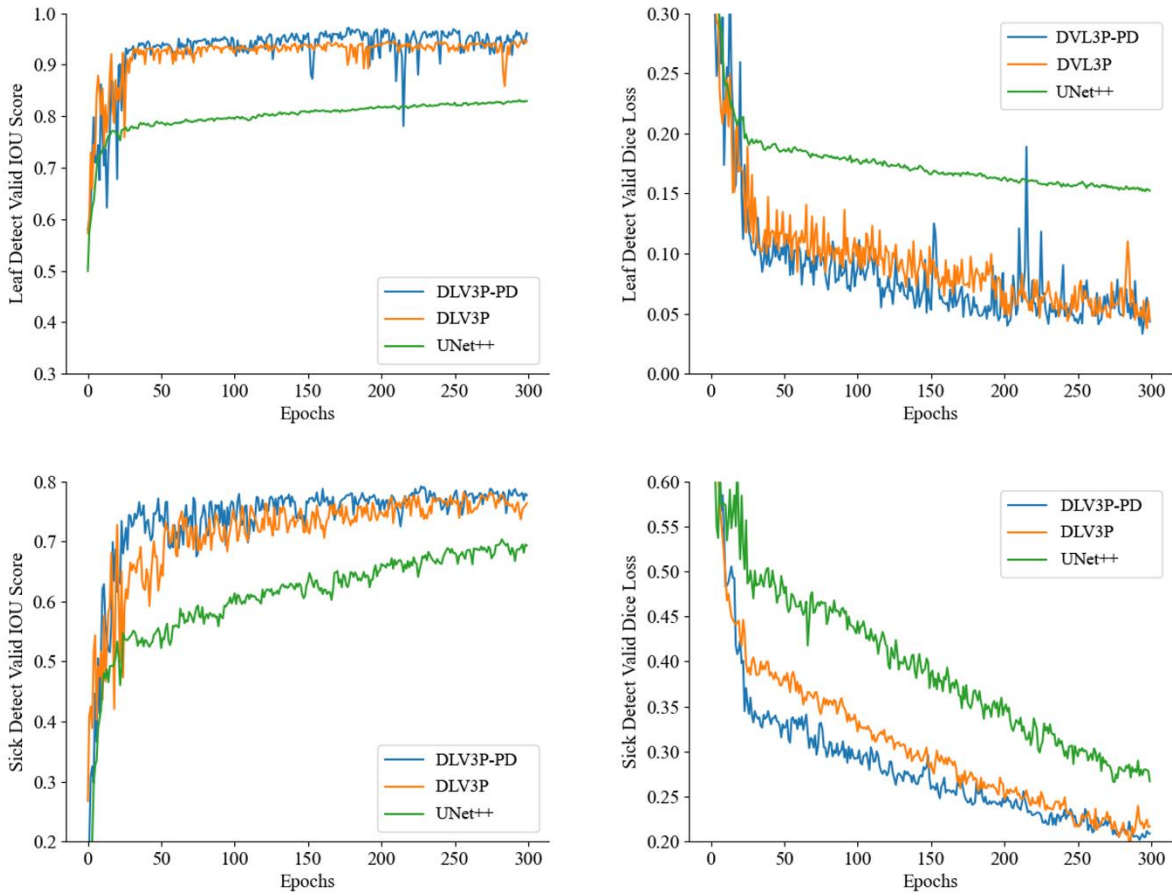 1.0
0.9
0.8
0.7
0.6
0.5
0.4
0.3
Leaf Detect Valid IOU Score
DLV3P-PD
DLV3P
UNet++
0 50 100 150 200 250 300
Epochs
0.30
0.25
0.20
0.15
0.10
0.05
0.00
Leaf Detect Valid Dice Loss
DVL3P-PD
DVL3P
UNet++
0 50 100 150 200 250 300
Epochs
0.8
0.7
0.6
0.5
0.4
0.3
0.2
Sick Detect Valid IOU Score
DLV3P-PD
DLV3P
UNet++
0 50 100 150 200 250 300
Epochs
0.60
0.55
0.50
0.45
0.40
0.35
0.30
0.25
0.20
Sick Detect Valid Dice Loss
DLV3P-PD
DLV3P
UNet++
0 50 100 150 200 250 300
Epochs